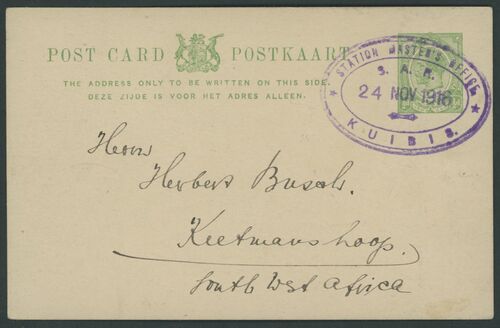 POST CARD POSTKAART
THE ADDRESS ONLY TO BE WRITTEN ON THIS SIDE.
DEZE ZIJDE IS VOOR HET ADRES ALLEEN.
STATION MASTER'S OFFICE
S. A. R.
24 NOV 1916
KUIBIS.
Herrn
Herbert Busch.
Keetmanshoop.
South West Africa